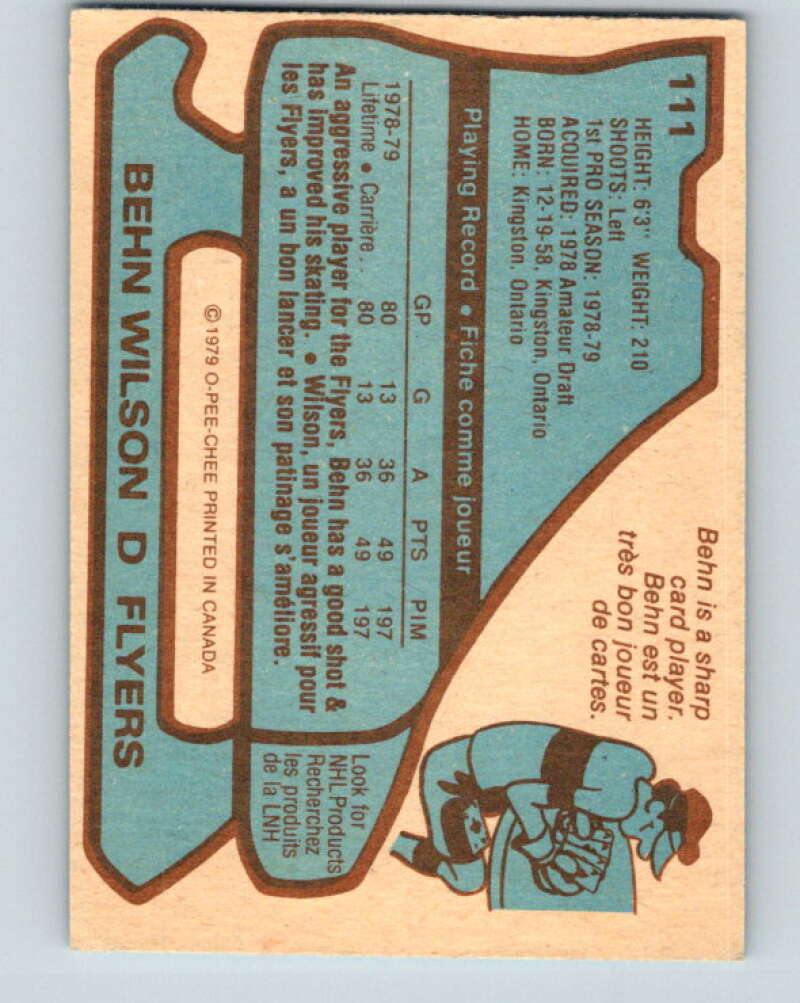 111
HEIGHT: 6'3" WEIGHT: 210
SHOOTS: Left
1st PRO SEASON: 1978-79
ACQUIRED: 1978 Amateur Draft
BORN: 12-19-58, Kingston, Ontario
HOME: Kingston, Ontario
Behn is a sharp
card player.
Behn est un
très bon joueur
de cartes.
Playing Record • Fiche comme joueur
GP G A PTS PIM
1978-79 80 13 36 49 197
Lifetime • Carrière . . 80 13 36 49 197
An aggressive player for the Flyers, Behn has a good shot &
has improved his skating. • Wilson, un joueur agressif pour
les Flyers, a un bon lancer et son patinage s'améliore.
Look for
NHL Products
Recherchez
les produits
de la LNH
© 1979 O-PEE-CHEE PRINTED IN CANADA
BEHN WILSON D FLYERS